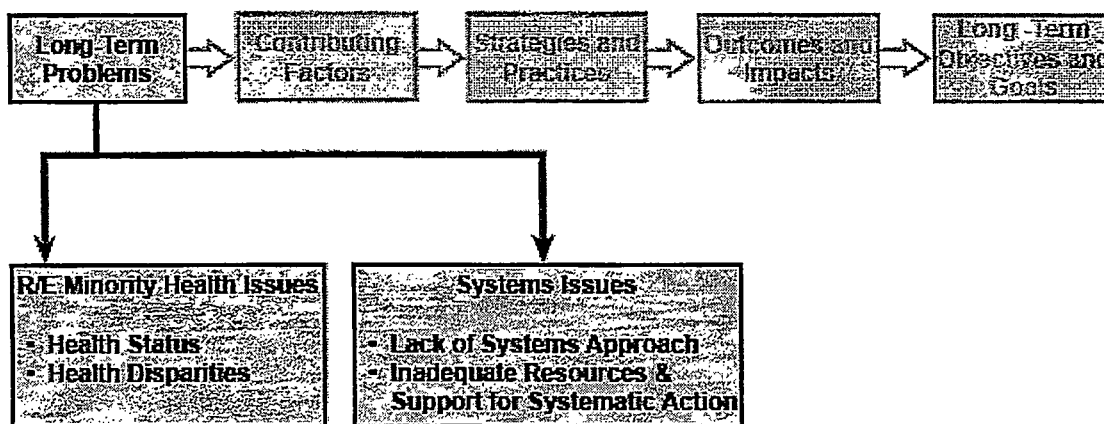 Long Term
Problems
Contributing
Factors
Strategies and
Practices
Outcomes and
Impacts
Long-Term
Objectives and
Goals
R/E Minority Health Issues
• Health Status
• Health Disparities
Systems Issues
• Lack of Systems Approach
• Inadequate Resources &
Support for Systematic Action